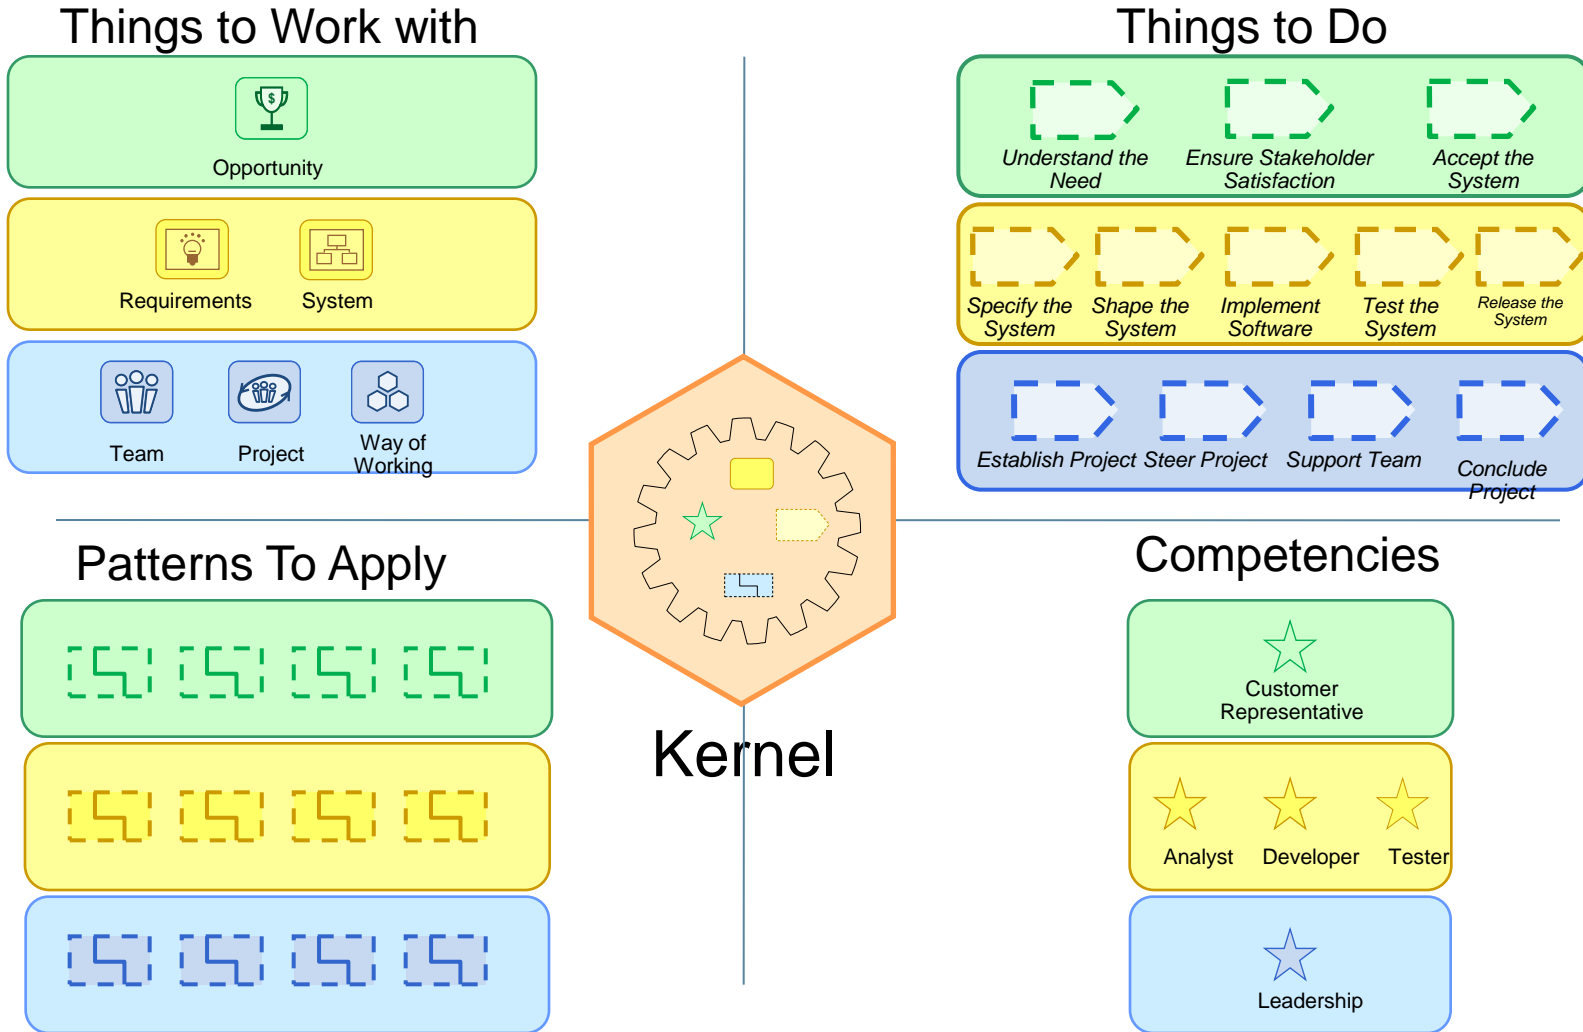 Things to Work with
Things to Do
$
Opportunity
Understand the
Need
Ensure Stakeholder
Satisfaction
Accept the
System
Requirements
System
Specify the
System
Shape the
System
Implement
Software
Test the
System
Release the
System
Team
Project
Way of
Working
Establish Project
Steer Project
Support Team
Conclude
Project
Patterns To Apply
Competencies
Kernel
Customer
Representative
Analyst
Developer
Tester
Leadership